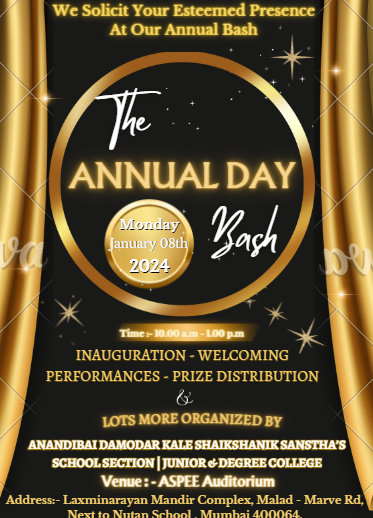 We Solicit Your Esteemed Presence
At Our Annual Bash
The
ANNUAL DAY
Bash
Monday
January 08th
2024
Time :- 10.00 a.m - 1.00 p.m
INAUGURATION - WELCOMING
PERFORMANCES - PRIZE DISTRIBUTION
&
LOTS MORE ORGANIZED BY
ANANDIBAI DAMODAR KALE SHAIKSHANIK SANSTHA'S
SCHOOL SECTION | JUNIOR & DEGREE COLLEGE
Venue : - ASPEE Auditorium
Address:- Laxminarayan Mandir Complex, Malad - Marve Rd,
Next to Nutan School , Mumbai 400064.